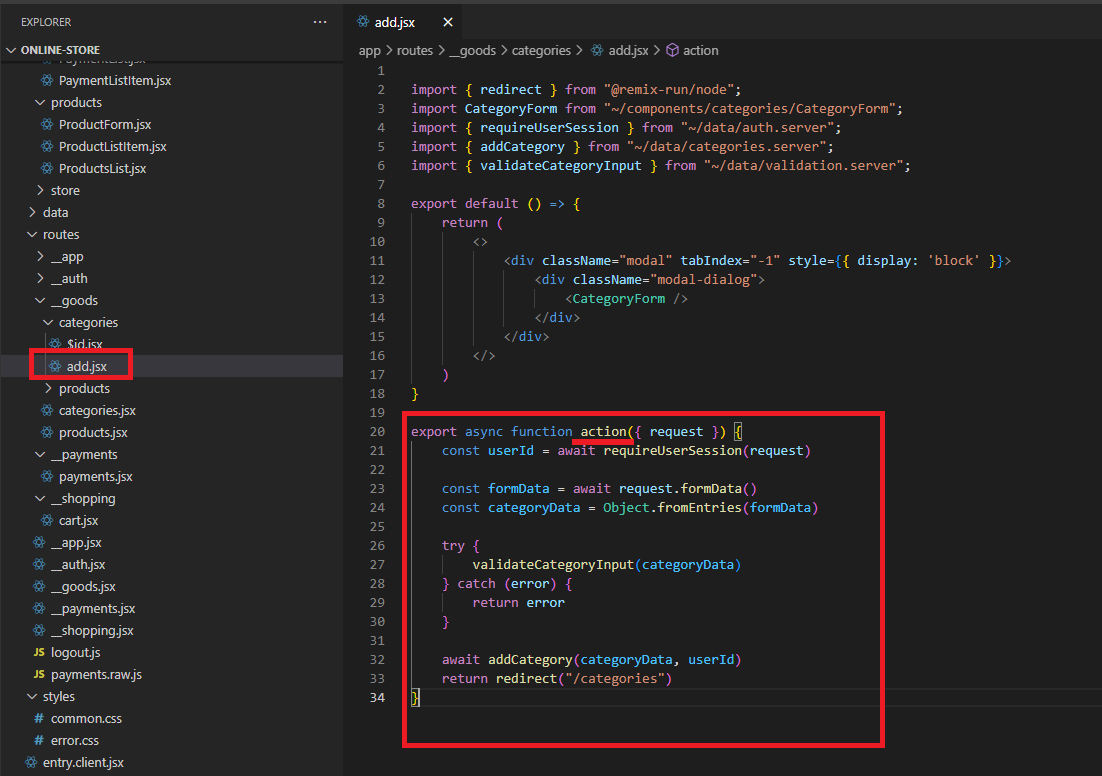 EXPLORER
ONLINE-STORE
PaymentList.jsx
PaymentListItem.jsx
products
ProductForm.jsx
ProductListItem.jsx
ProductsList.jsx
store
data
routes
__app
__auth
__goods
categories
$id.jsx
add.jsx
products
categories.jsx
products.jsx
__payments
payments.jsx
__shopping
cart.jsx
__app.jsx
__auth.jsx
__goods.jsx
__payments.jsx
__shopping.jsx
JS logout.js
JS payments.raw.js
styles
# common.css
# error.css
entry.client.jsx
add.jsx
app > routes > __goods > categories > add.jsx > action
1
2 import { redirect } from "@remix-run/node";
3 import CategoryForm from "~/components/categories/CategoryForm";
4 import { requireUserSession } from "~/data/auth.server";
5 import { addCategory } from "~/data/categories.server";
6 import { validateCategoryInput } from "~/data/validation.server";
7
8 export default () => {
9 return (
10 <>
11 <div className="modal" tabIndex="-1" style={{ display: 'block' }}>
12 <div className="modal-dialog">
13 <CategoryForm />
14 </div>
15 </div>
16 </>
17 )
18 }
19
20 export async function action({ request }) {
21 const userId = await requireUserSession(request)
22
23 const formData = await request.formData()
24 const categoryData = Object.fromEntries(formData)
25
26 try {
27 validateCategoryInput(categoryData)
28 } catch (error) {
29 return error
30 }
31
32 await addCategory(categoryData, userId)
33 return redirect("/categories")
34 }